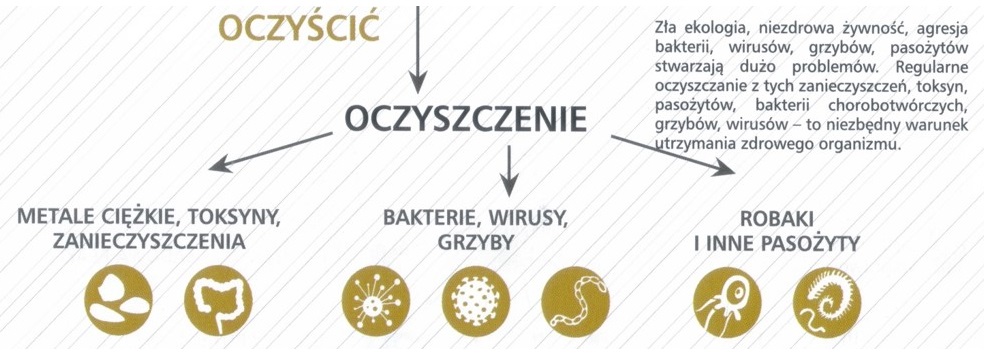 OCZYŚCIĆ
Zła ekologia, niezdrowa żywność, agresja
bakterii, wirusów, grzybów, pasożytów
stwarzają dużo problemów. Regularne
oczyszczanie z tych zanieczyszczeń, toksyn,
pasożytów, bakterii chorobotwórczych,
grzybów, wirusów – to niezbędny warunek
utrzymania zdrowego organizmu.
OCZYSZCZENIE
METALE CIĘŻKIE, TOKSYNY,
ZANIECZYSZCZENIA
BAKTERIE, WIRUSY,
GRZYBY
ROBAKI
I INNE PASOŻYTY